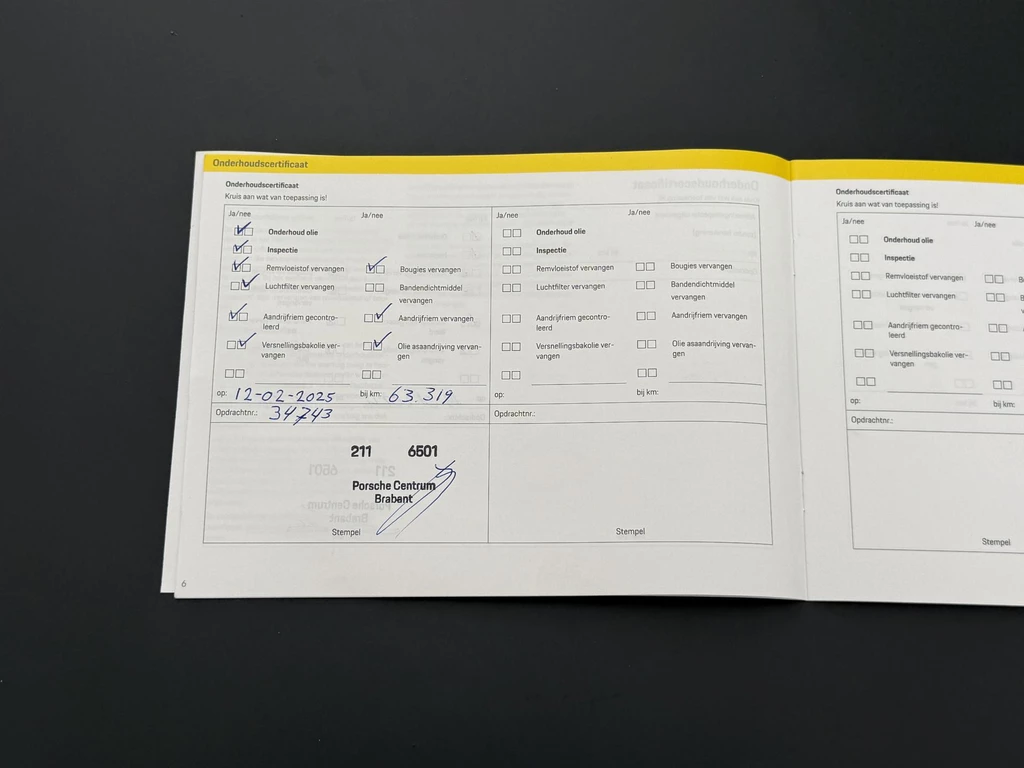 Onderhoudscertificaat
Onderhoudscertificaat
Kruis aan wat van toepassing is!
Ja/nee Ja/nee
Onderhoud olie
Inspectie
Remvloeistof vervangen Bougies vervangen
Luchtfilter vervangen Bandendichtmiddel
vervangen
Aandrijfriem gecontro- Aandrijfriem vervangen
leerd
Versnellingsbakolie ver- Olie asaandrijving vervan-
vangen gen
op: 12-02-2025 bij km: 63.319
Opdrachtnr.: 34743
211 6501
Porsche Centrum
Brabant
Stempel
6
Ja/nee Ja/nee
Onderhoud olie
Inspectie
Remvloeistof vervangen Bougies vervangen
Luchtfilter vervangen Bandendichtmiddel
vervangen
Aandrijfriem gecontro- Aandrijfriem vervangen
leerd
Versnellingsbakolie ver- Olie asaandrijving vervan-
vangen gen
op: bij km:
Opdrachtnr.:
Stempel
Onderhoudscertificaat
Kruis aan wat van toepassing is!
Ja/nee Ja/nee
Onderhoud olie
Inspectie
Remvloeistof vervangen
Luchtfilter vervangen
Aandrijfriem gecontro-
leerd
Versnellingsbakolie ver-
vangen
op: bij km:
Opdrachtnr.:
Stempel